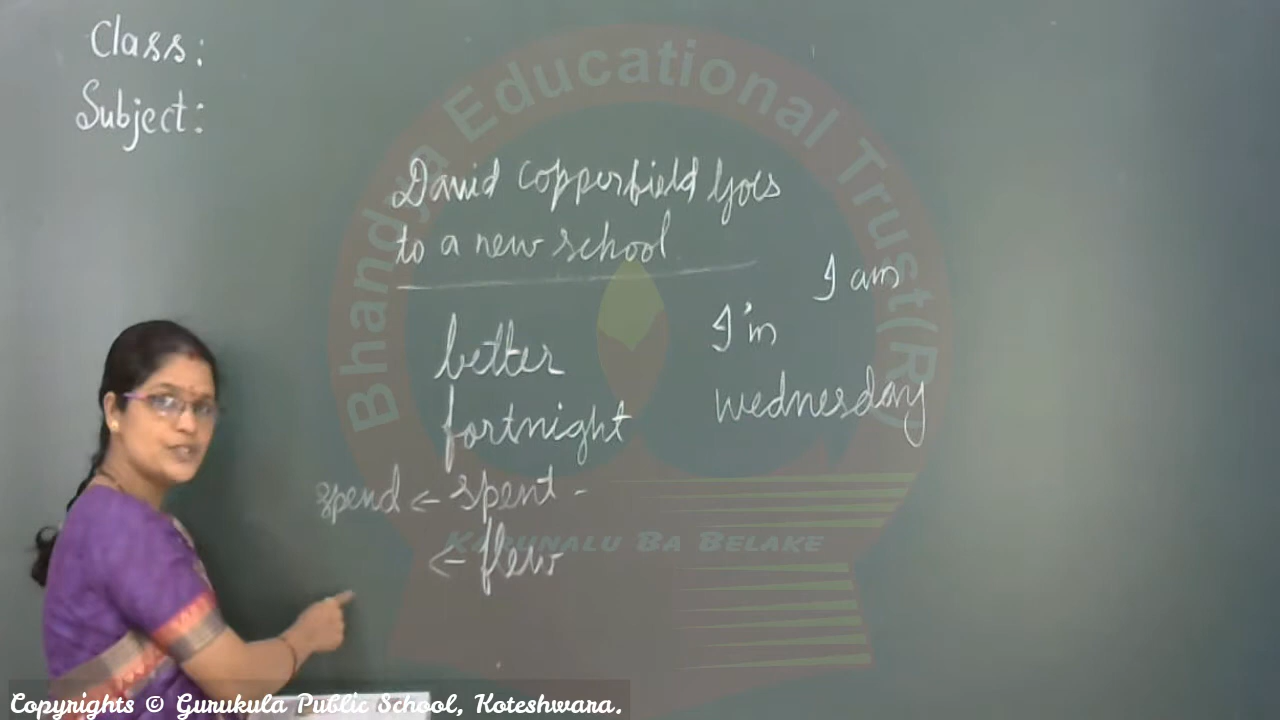 Class:
Subject:
David Copperfield Goes
to a new school
I am
better
I'm
fortnight
wednesday
spend ← spent -
← flew
Bhandya Educational Trust(R)
KARUNALU BA BELAKE
Copyrights © Gurukula Public School, Koteshwara.